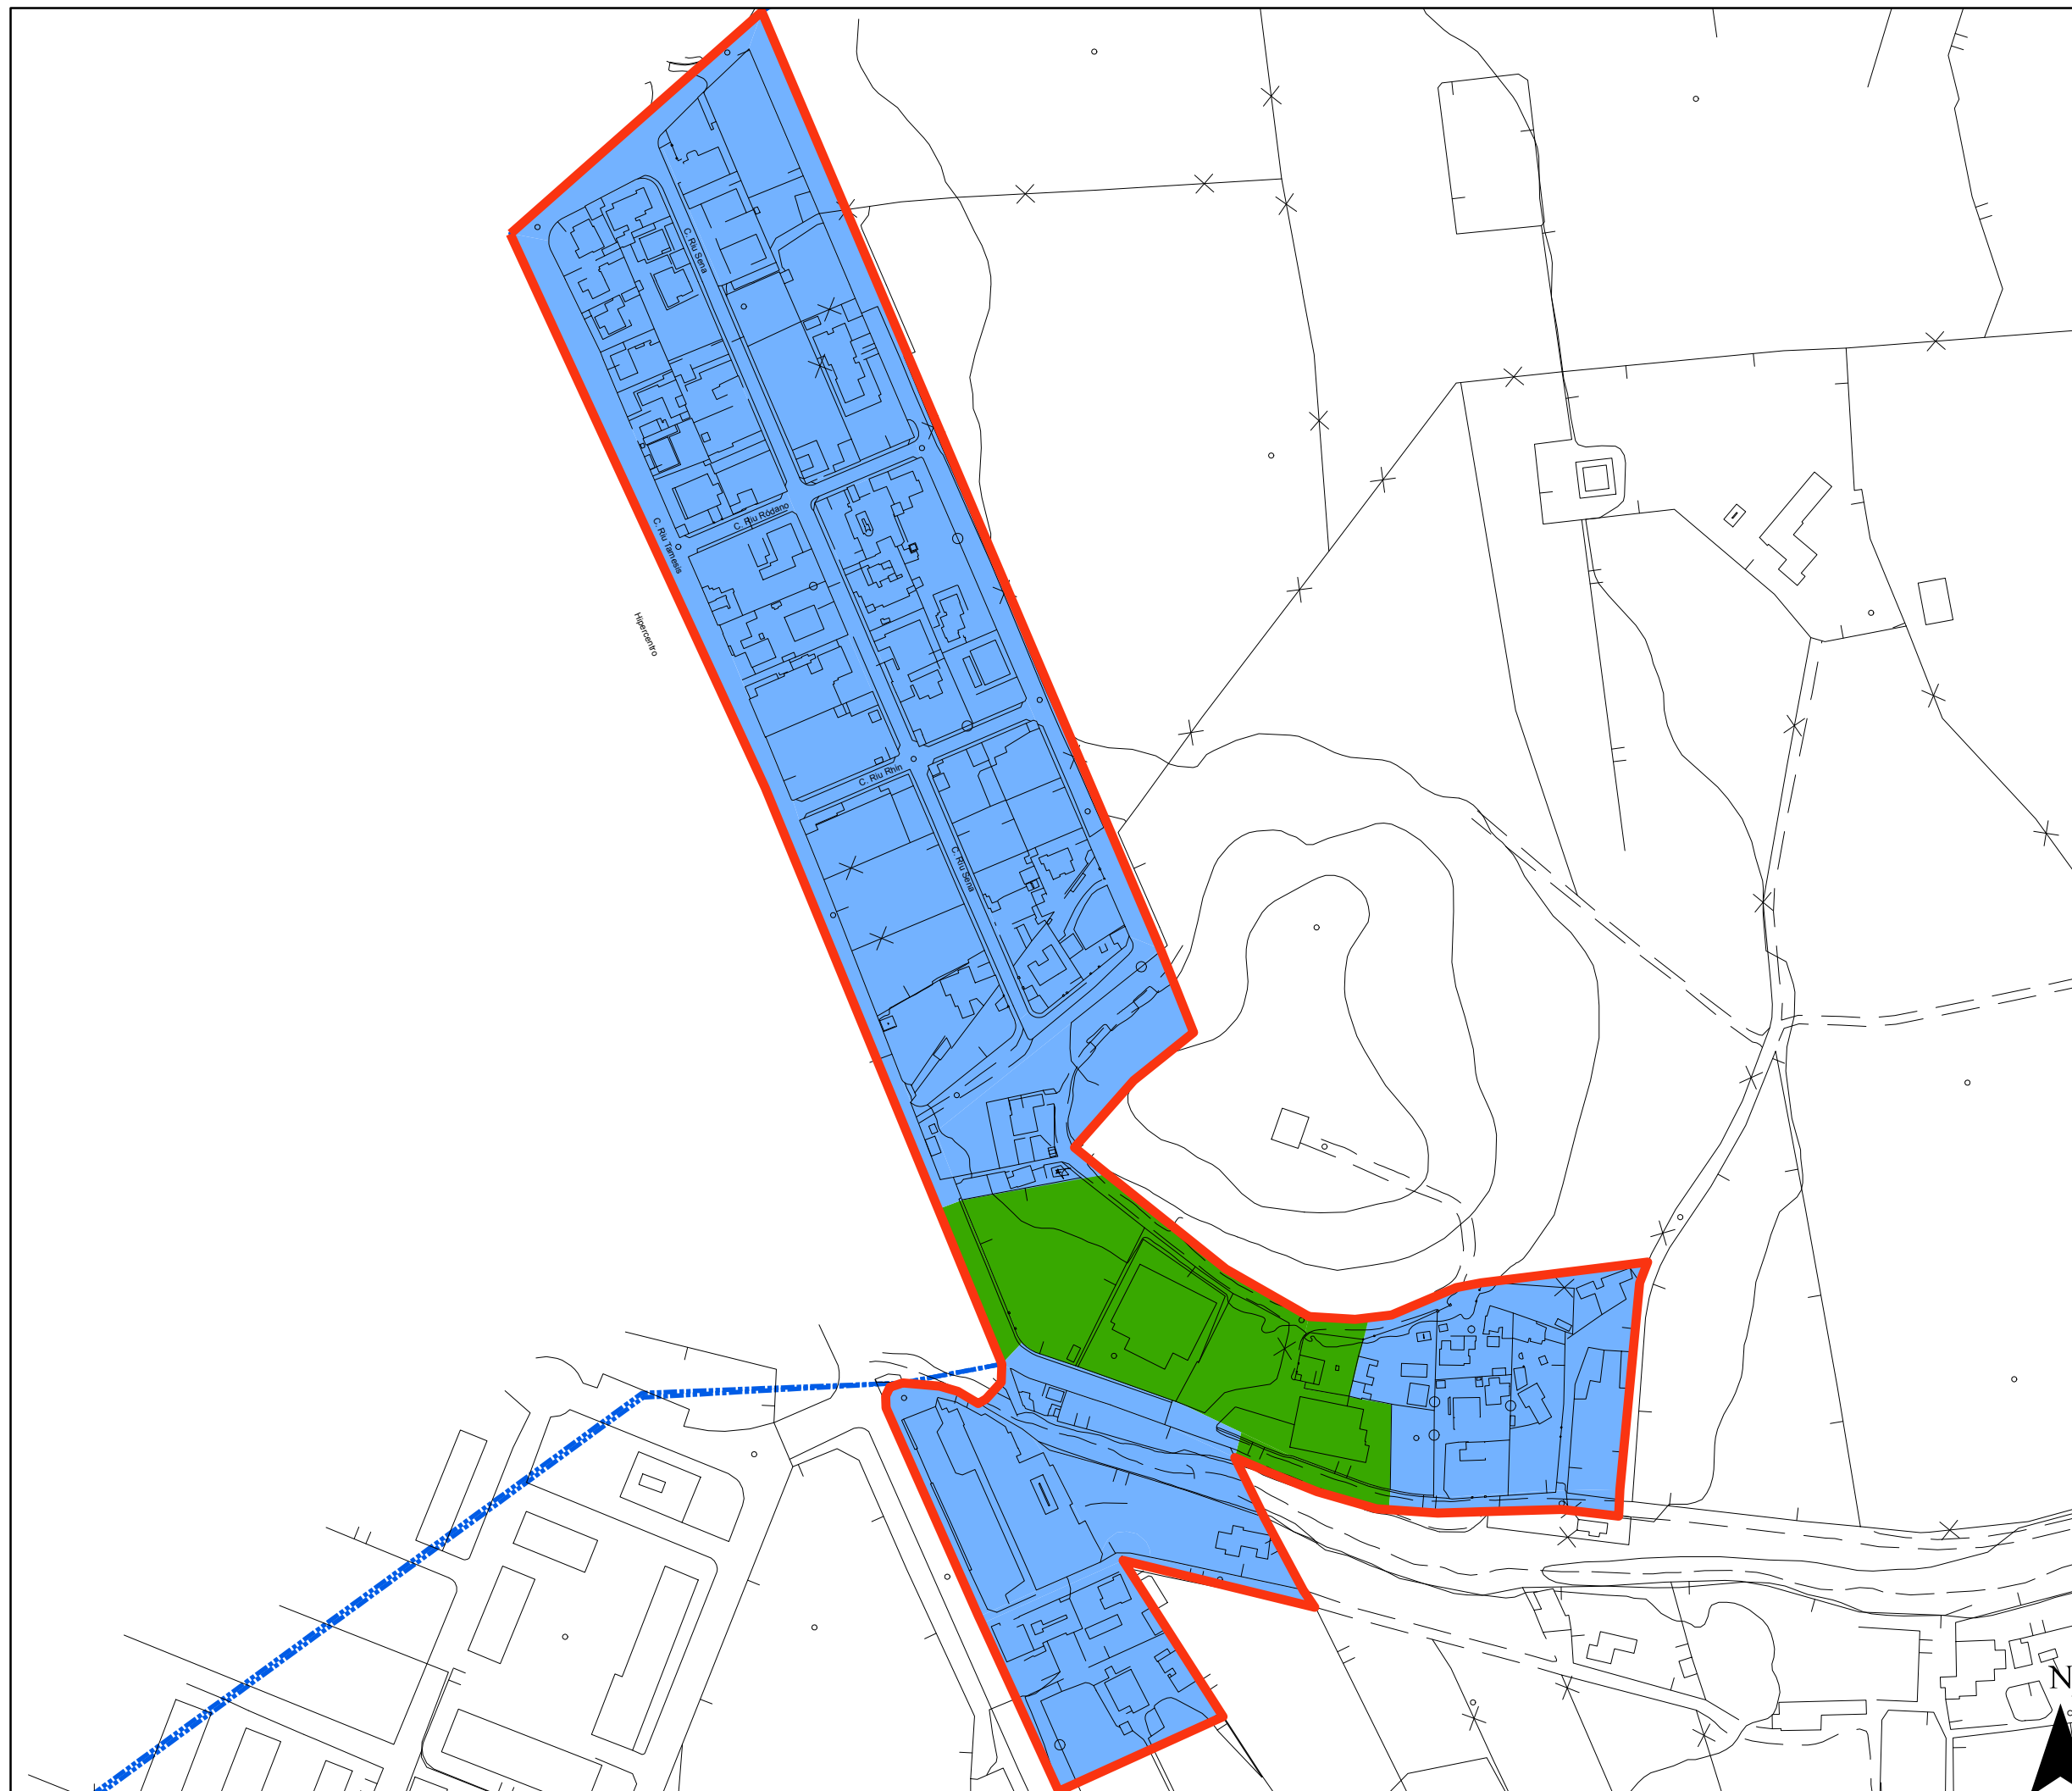 C. Riu Sena
C. Riu Ródano
C. Riu Tamesis
Hipercentro
C. Riu Rhin
C. Riu Sena
N